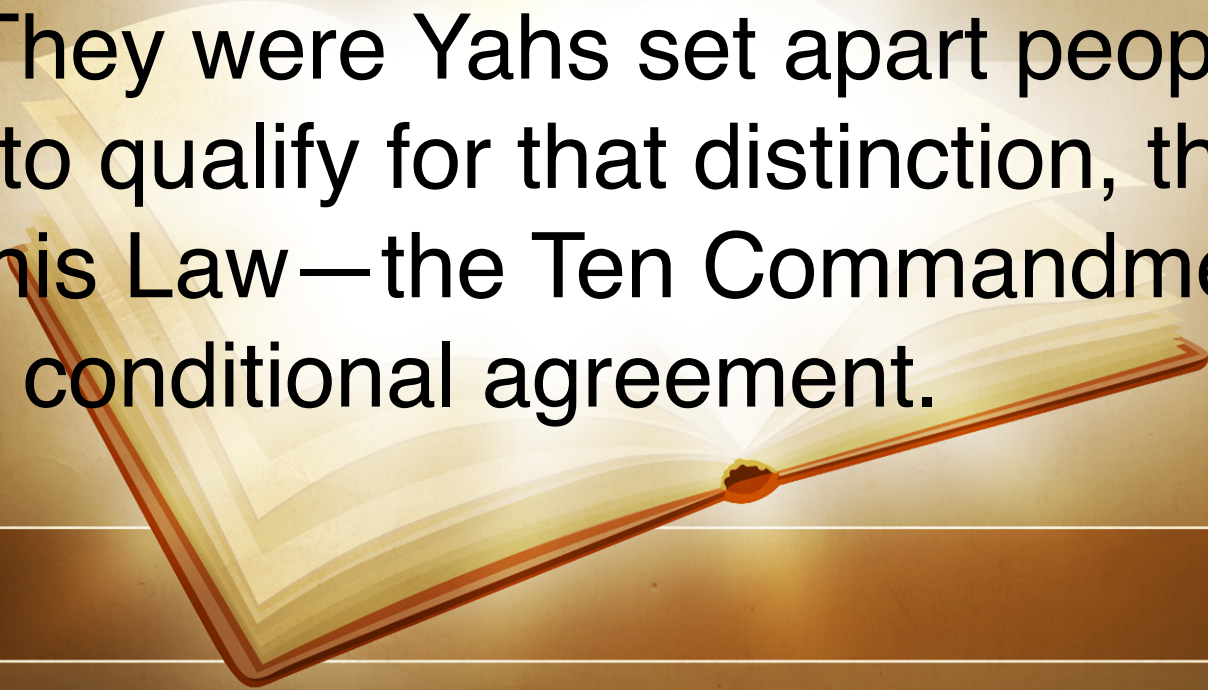 They were Yahs set apart peop
to qualify for that distinction, th
his Law—the Ten Commandme
conditional agreement.